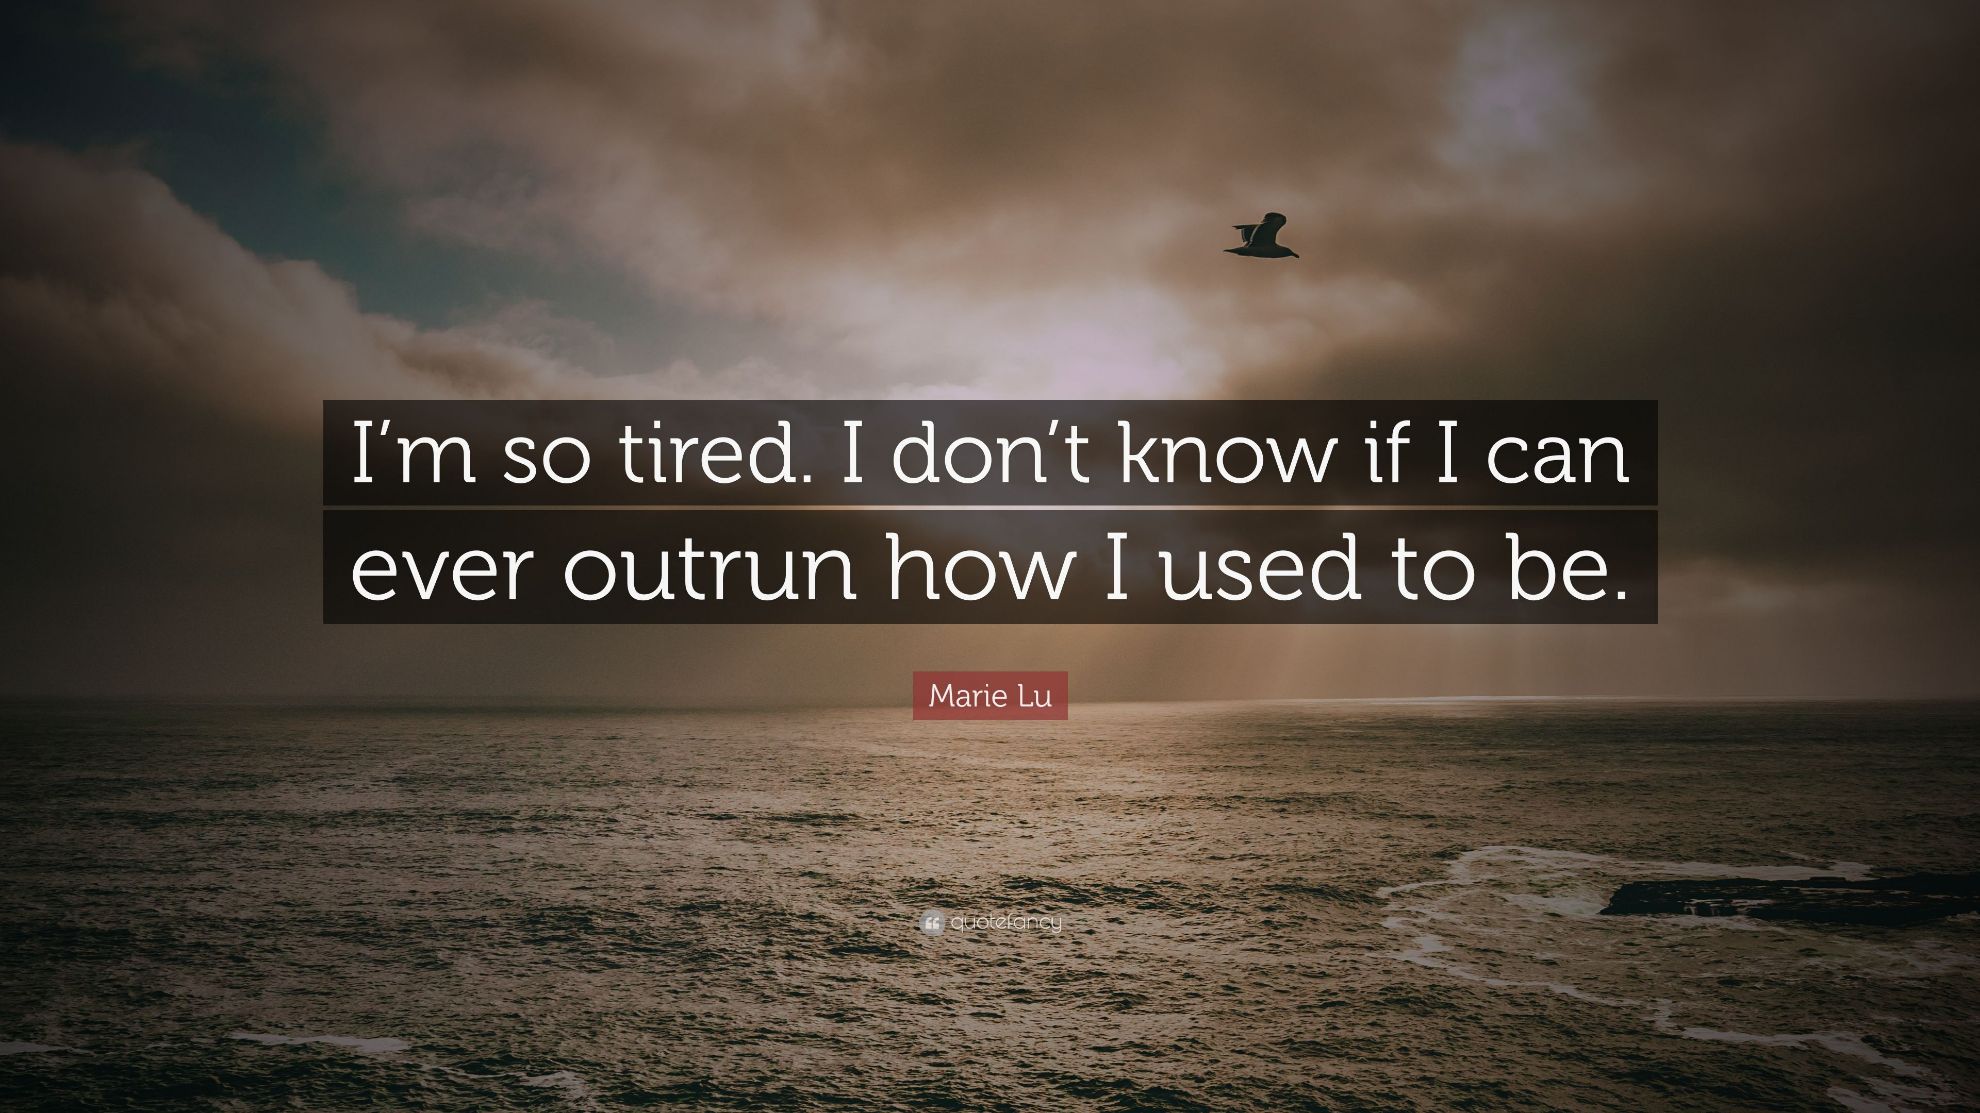 I’m so tired. I don’t know if I can
ever outrun how I used to be.
Marie Lu
quotefancy